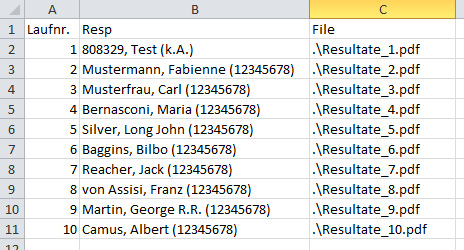 A B C
1 Laufnr. Resp File
2 1 808329, Test (k.A.) .\Resultate_1.pdf
3 2 Mustermann, Fabienne (12345678) .\Resultate_2.pdf
4 3 Musterfrau, Carl (12345678) .\Resultate_3.pdf
5 4 Bernasconi, Maria (12345678) .\Resultate_4.pdf
6 5 Silver, Long John (12345678) .\Resultate_5.pdf
7 6 Baggins, Bilbo (12345678) .\Resultate_6.pdf
8 7 Reacher, Jack (12345678) .\Resultate_7.pdf
9 8 von Assisi, Franz (12345678) .\Resultate_8.pdf
10 9 Martin, George R.R. (12345678) .\Resultate_9.pdf
11 10 Camus, Albert (12345678) .\Resultate_10.pdf